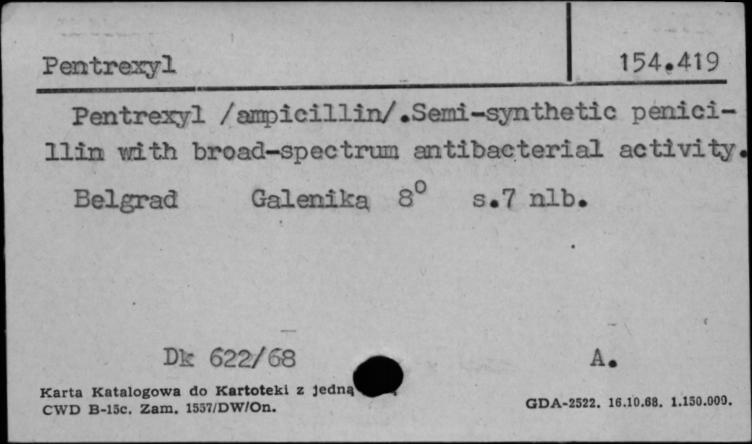 Pentrexyl 154.419
Pentrexyl /ampicillin/.Semi-synthetic penici-
llin with broad-spectrum antibacterial activity.
Belgrad Galenika 8° s.7 nlb.
Dk 622/68 A.
Karta Katalogowa do Kartoteki z jedną
CWD B-15c. Zam. 1557/DW/On. GDA-2522. 16.10.68. 1.150.000.